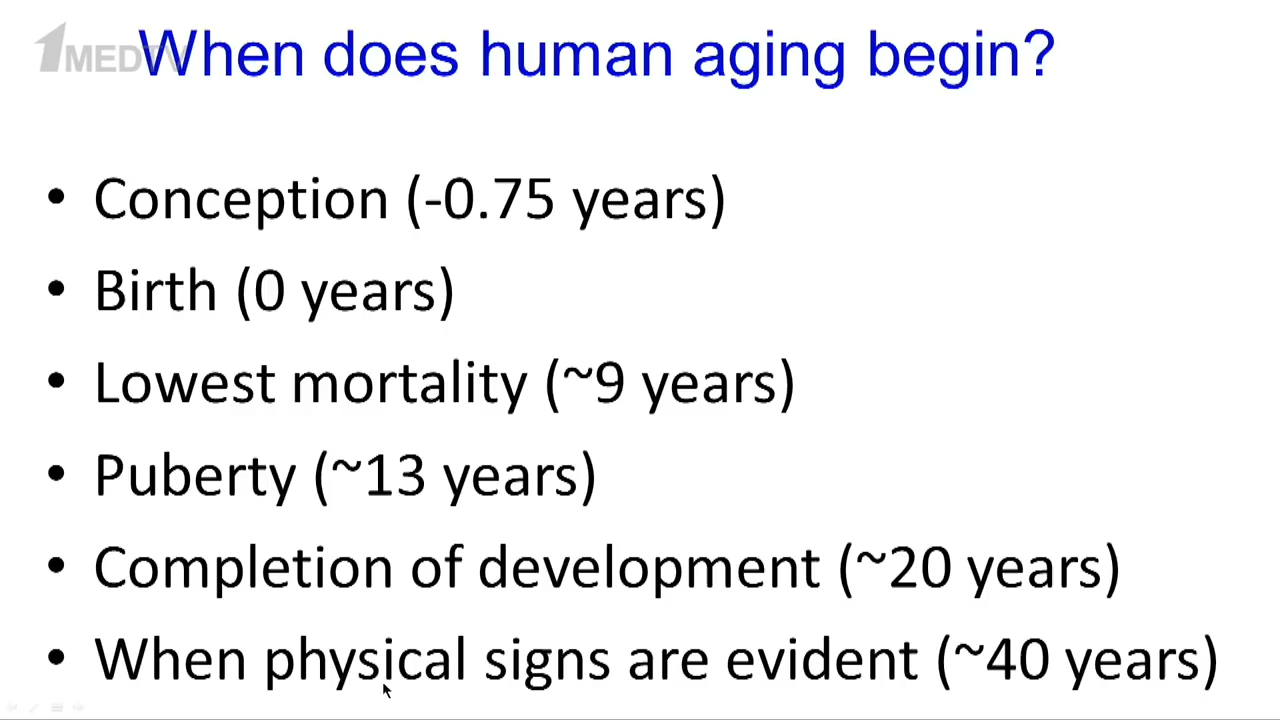 1MEDTV
When does human aging begin?
• Conception (-0.75 years)
• Birth (0 years)
• Lowest mortality (~9 years)
• Puberty (~13 years)
• Completion of development (~20 years)
• When physical signs are evident (~40 years)